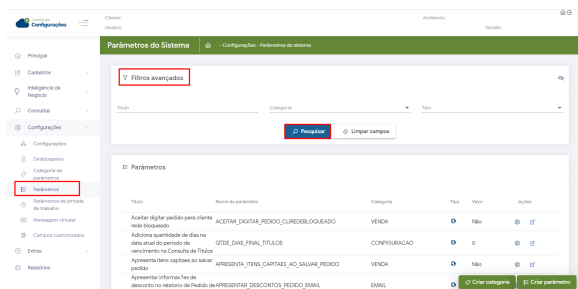 Central de
Configurações
Cliente:
Ambiente:
Usuário:
Versão:
Parâmetros do Sistema
- Configurações - Parâmetros do sistema
Principal
Cadastros
Inteligência de
Negócio
Consultas
Configurações
Configurações
Desbloqueios
Categoria de
parâmetros
Parâmetros
Parâmetros da jornada
de trabalho
Mensagem circular
Campos customizados
Extras
Relatórios
Filtros avançados
Título
Categoria
Tipo
Pesquisar
Limpar campos
Parâmetros
Título Nome do parâmetro Categoria Tipo Valor Ações
Aceitar digitar pedido para cliente
rede bloqueado
ACEITAR_DIGITAR_PEDIDO_CLIREDEBLOQUEADO VENDA Não
Adiciona quantidade de dias na
data atual do período de
vencimento na Consulta de Títulos
QTDE_DIAS_FINAL_TITULOS CONFIGURACAO 0
Apresenta itens capitaes ao salvar
pedido
APRESENTA_ITENS_CAPITAES_AO_SALVAR_PEDIDO VENDA Não
Apresentar informac?es de
desconto no relatorio de Pedido de
APRESENTAR_DESCONTOS_PEDIDO_EMAIL EMAIL
Criar categoria
Criar parâmetro